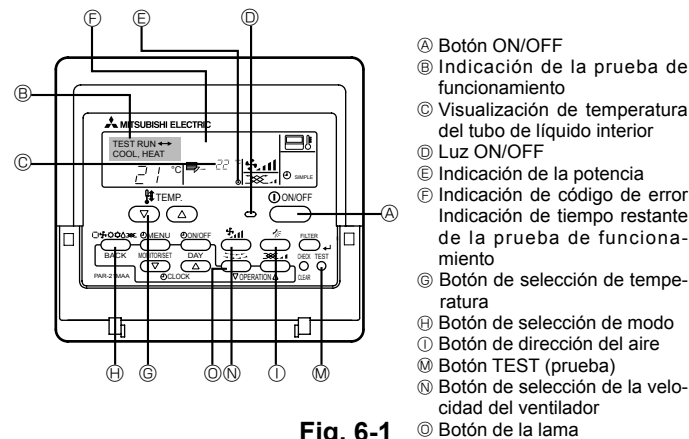 Ⓕ Ⓔ Ⓓ
Ⓑ
Ⓒ
MITSUBISHI ELECTRIC
TEST RUN ↔
COOL, HEAT
21 °C 22
SIMPLE
TEMP. ON/OFF
▽ △
Ⓐ
MENU ON/OFF FILTER
BACK MONITOR/SET DAY CHECK TEST
▽ △
PAR-21MAA CLOCK ▽ OPERATION △ CLEAR
Ⓗ Ⓖ Ⓞ Ⓝ Ⓘ Ⓜ
Fig. 6-1
Ⓐ Botón ON/OFF
Ⓑ Indicación de la prueba de
funcionamiento
Ⓒ Visualización de temperatura
del tubo de líquido interior
Ⓓ Luz ON/OFF
Ⓔ Indicación de la potencia
Ⓕ Indicación de código de error
Indicación de tiempo restante
de la prueba de funciona-
miento
Ⓖ Botón de selección de tempe-
ratura
Ⓗ Botón de selección de modo
Ⓘ Botón de dirección del aire
Ⓜ Botón TEST (prueba)
Ⓝ Botón de selección de la velo-
cidad del ventilador
Ⓞ Botón de la lama